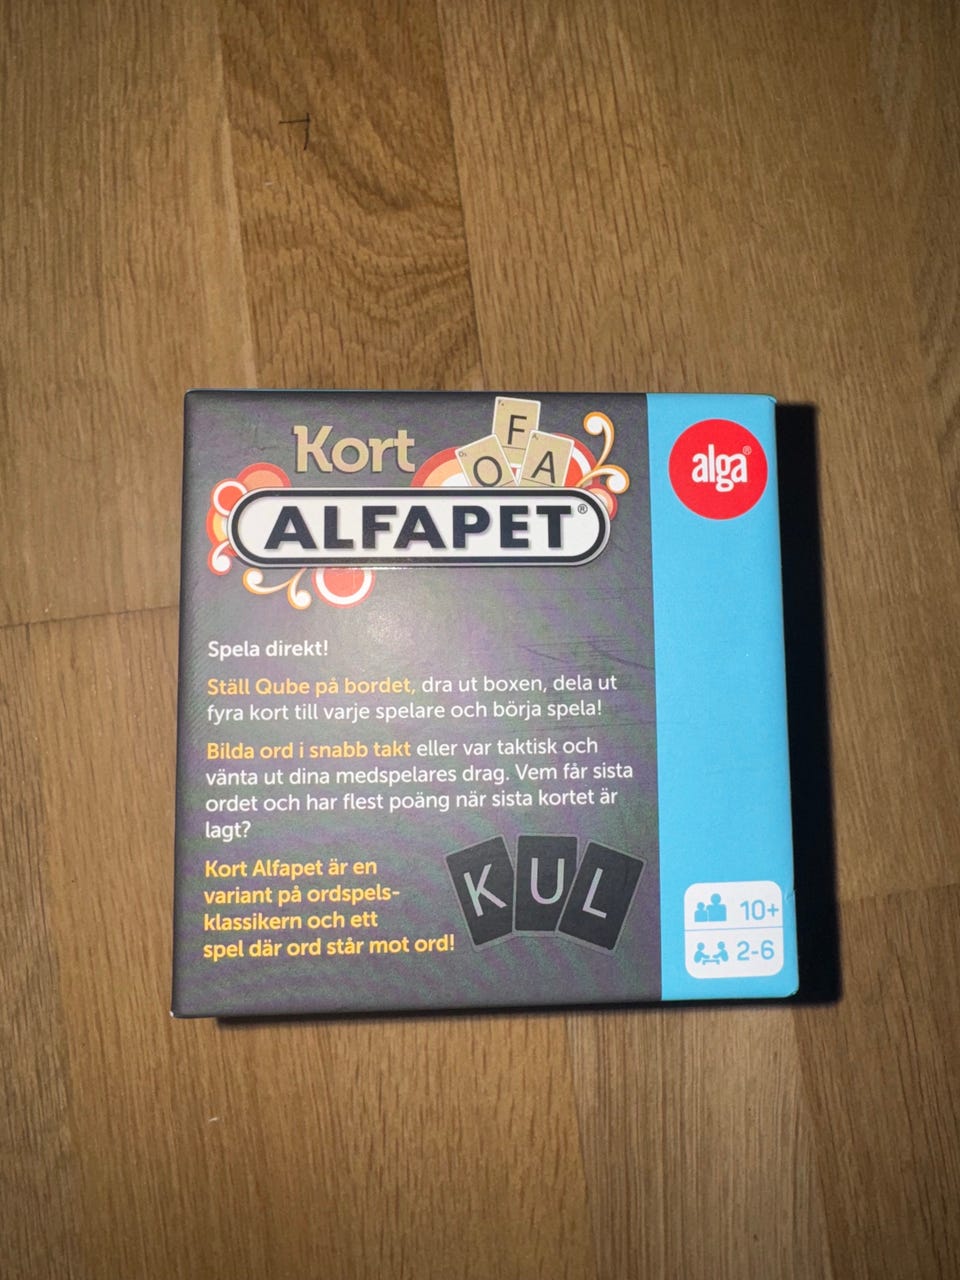 Kort
F
O A
ALFAPET®
alga®
Spela direkt!
Ställ Qube på bordet, dra ut boxen, dela ut
fyra kort till varje spelare och börja spela!
Bilda ord i snabb takt eller var taktisk och
vänta ut dina medspelares drag. Vem får sista
ordet och har flest poäng när sista kortet är
lagt?
Kort Alfapet är en
variant på ordspels-
klassikern och ett
spel där ord står mot ord!
K U L
10+
2-6